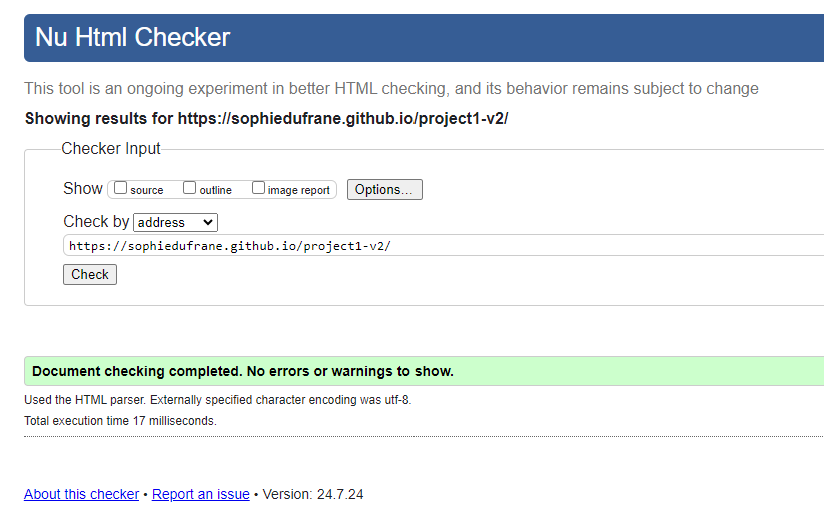 Nu Html Checker
This tool is an ongoing experiment in better HTML checking, and its behavior remains subject to change
Showing results for https://sophiedufrane.github.io/project1-v2/
Checker Input
Show source outline image report Options...
Check by address
https://sophiedufrane.github.io/project1-v2/
Check
Document checking completed. No errors or warnings to show.
Used the HTML parser. Externally specified character encoding was utf-8.
Total execution time 17 milliseconds.
About this checker • Report an issue • Version: 24.7.24